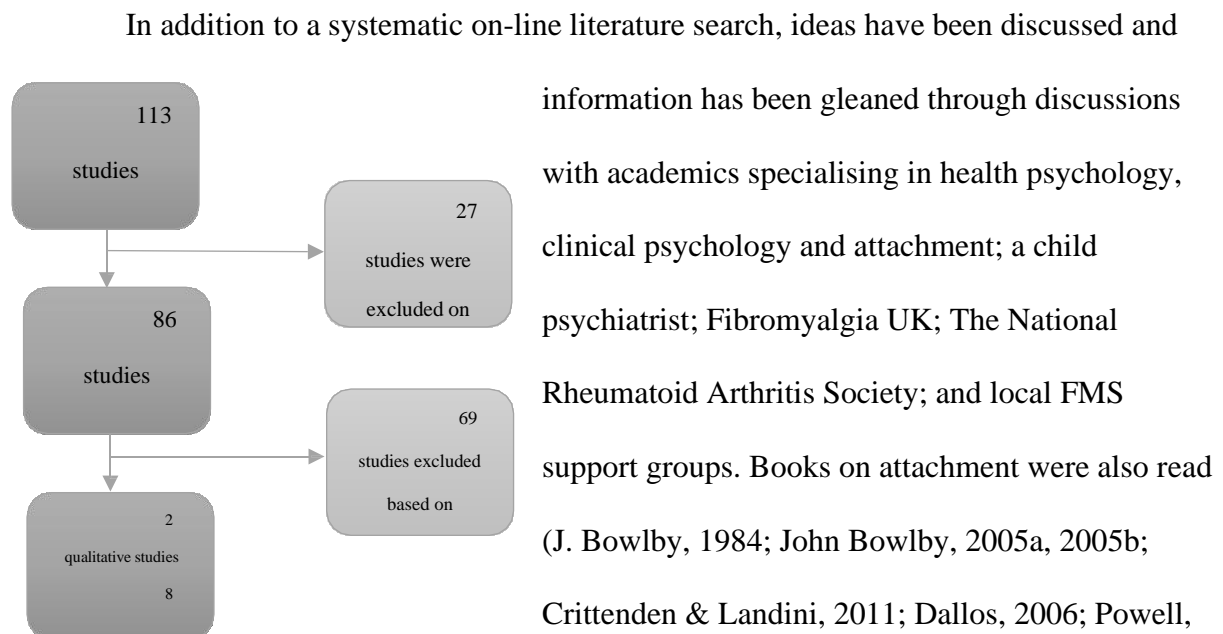 In addition to a systematic on-line literature search, ideas have been discussed and
information has been gleaned through discussions
with academics specialising in health psychology,
clinical psychology and attachment; a child
psychiatrist; Fibromyalgia UK; The National
Rheumatoid Arthritis Society; and local FMS
support groups. Books on attachment were also read
(J. Bowlby, 1984; John Bowlby, 2005a, 2005b;
Crittenden & Landini, 2011; Dallos, 2006; Powell,
113
studies
27
studies were
excluded on
86
studies
69
studies excluded
based on
2
qualitative studies
8